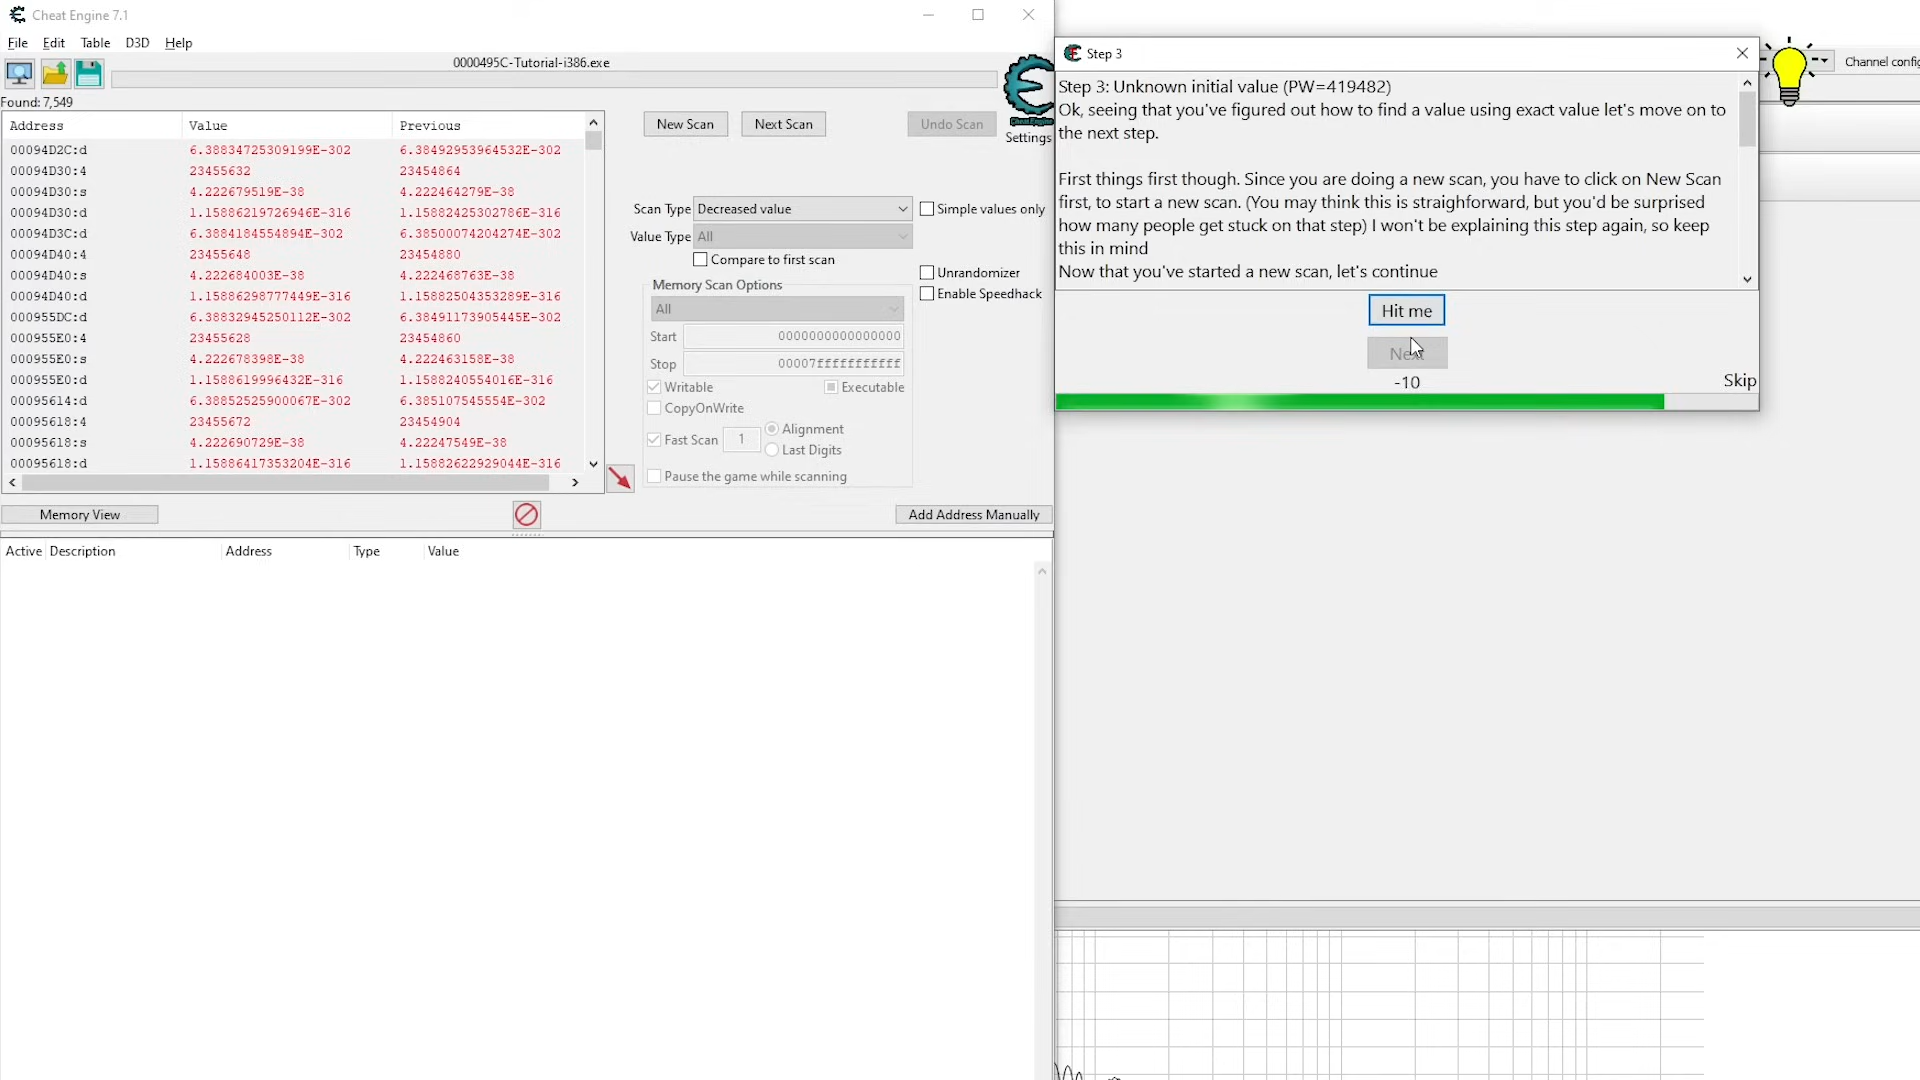 Cheat Engine 7.1
File Edit Table D3D Help
0000495C-Tutorial-i386.exe
Found: 7,549
Address Value Previous
00094D2C:d 6.38834725309199E-302 6.38492953964532E-302
00094D30:4 23455632 23454864
00094D30:s 4.222679519E-38 4.222464279E-38
00094D30:d 1.15886219726946E-316 1.15882425302786E-316
00094D3C:d 6.3884184554894E-302 6.38500074204274E-302
00094D40:4 23455648 23454880
00094D40:s 4.222684003E-38 4.222468763E-38
00094D40:d 1.15886298777449E-316 1.15882504353289E-316
000955DC:d 6.38832945250112E-302 6.38491173905445E-302
000955E0:4 23455628 23454860
000955E0:s 4.222678398E-38 4.222463158E-38
000955E0:d 1.1588619996432E-316 1.1588240554016E-316
00095614:d 6.38852525900067E-302 6.385107545554E-302
00095618:4 23455672 23454904
00095618:s 4.222690729E-38 4.22247549E-38
00095618:d 1.15886417353204E-316 1.15882622929044E-316
New Scan Next Scan Undo Scan
Cheat Engine
Settings
Scan Type Decreased value Simple values only
Value Type All
Compare to first scan
Unrandomizer
Enable Speedhack
Memory Scan Options
All
Start 0000000000000000
Stop 00007fffffffffff
Writable Executable
CopyOnWrite
Fast Scan 1 Alignment
Last Digits
Pause the game while scanning
Memory View Add Address Manually
Active Description Address Type Value
Step 3
Step 3: Unknown initial value (PW=419482)
Ok, seeing that you've figured out how to find a value using exact value let's move on to
the next step.
First things first though. Since you are doing a new scan, you have to click on New Scan
first, to start a new scan. (You may think this is straighforward, but you'd be surprised
how many people get stuck on that step) I won't be explaining this step again, so keep
this in mind
Now that you've started a new scan, let's continue
Hit me
Next
-10
Skip
Channel config